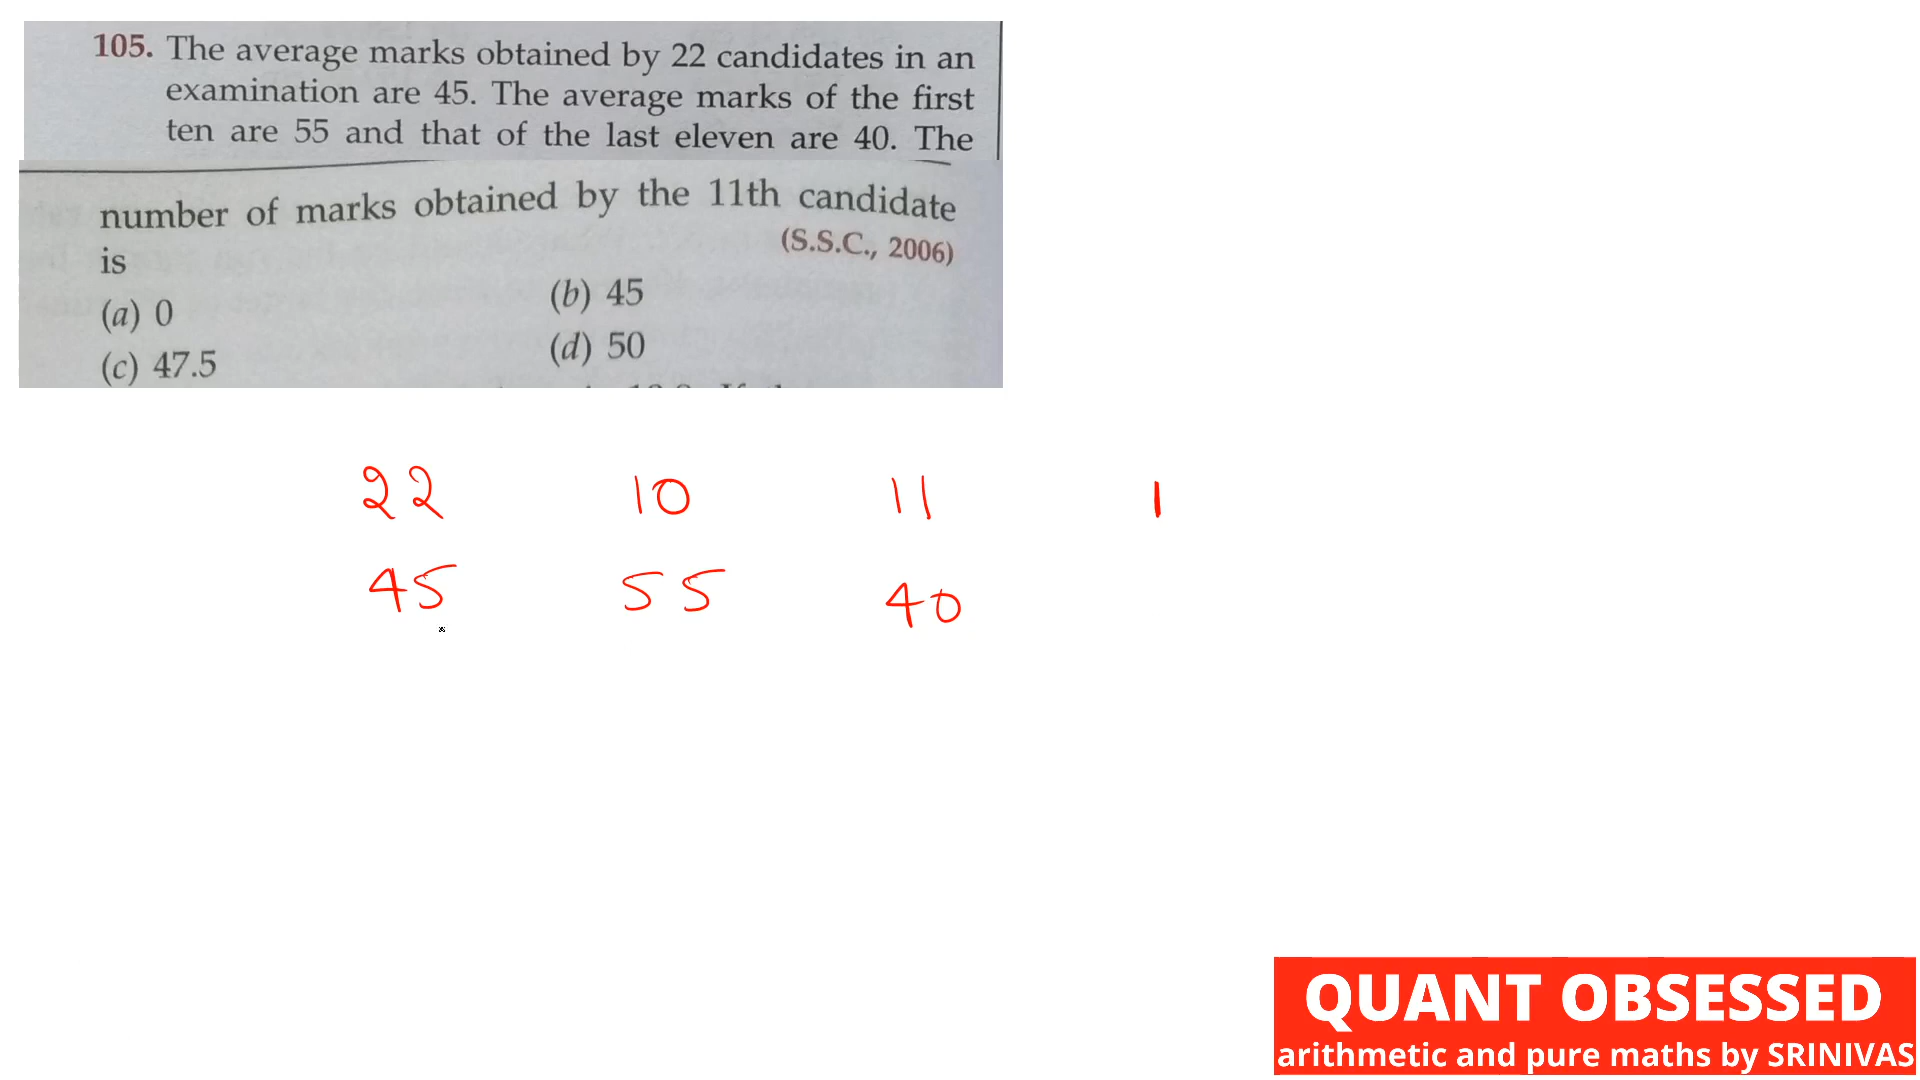 105. The average marks obtained by 22 candidates in an
examination are 45. The average marks of the first
ten are 55 and that of the last eleven are 40. The
number of marks obtained by the 11th candidate
is
(S.S.C., 2006)
(a) 0
(b) 45
(c) 47.5
(d) 50
22 10 11 1
45 55 40
QUANT OBSESSED
arithmetic and pure maths by SRINIVAS